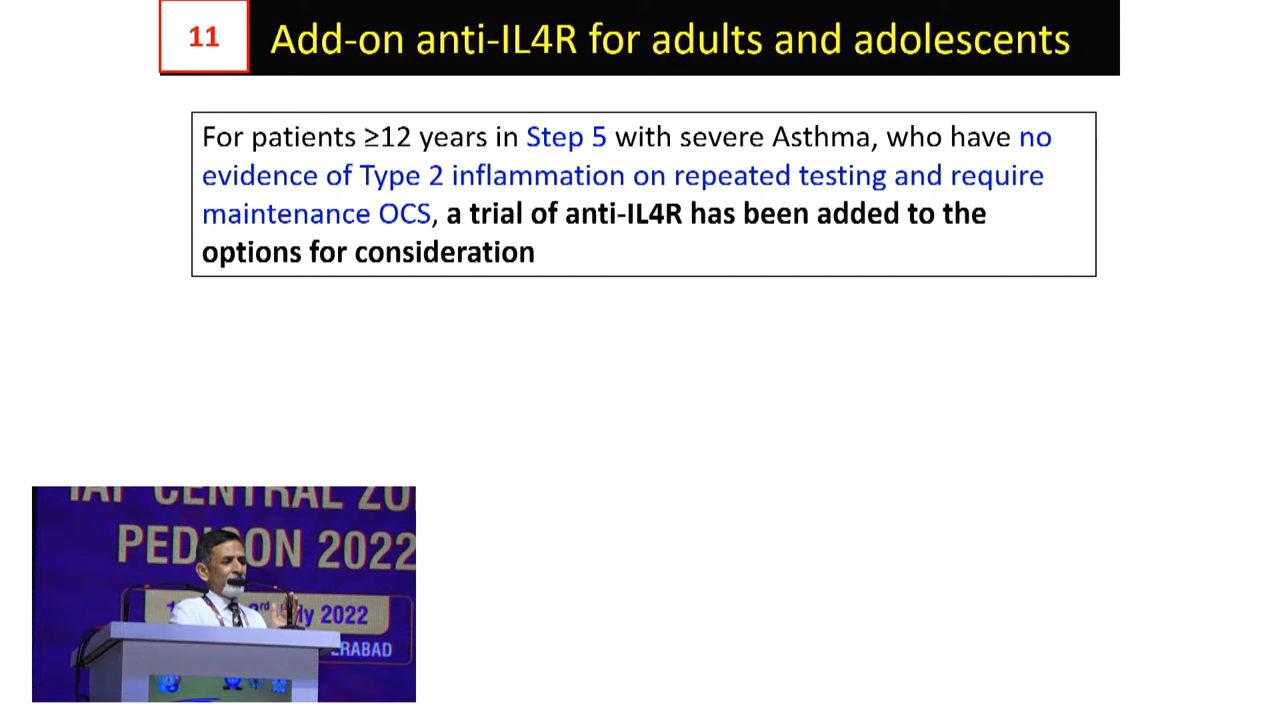 11
Add-on anti-IL4R for adults and adolescents
For patients ≥12 years in Step 5 with severe Asthma, who have no
evidence of Type 2 inflammation on repeated testing and require
maintenance OCS, a trial of anti-IL4R has been added to the
options for consideration
CENTRAL
2022
2022